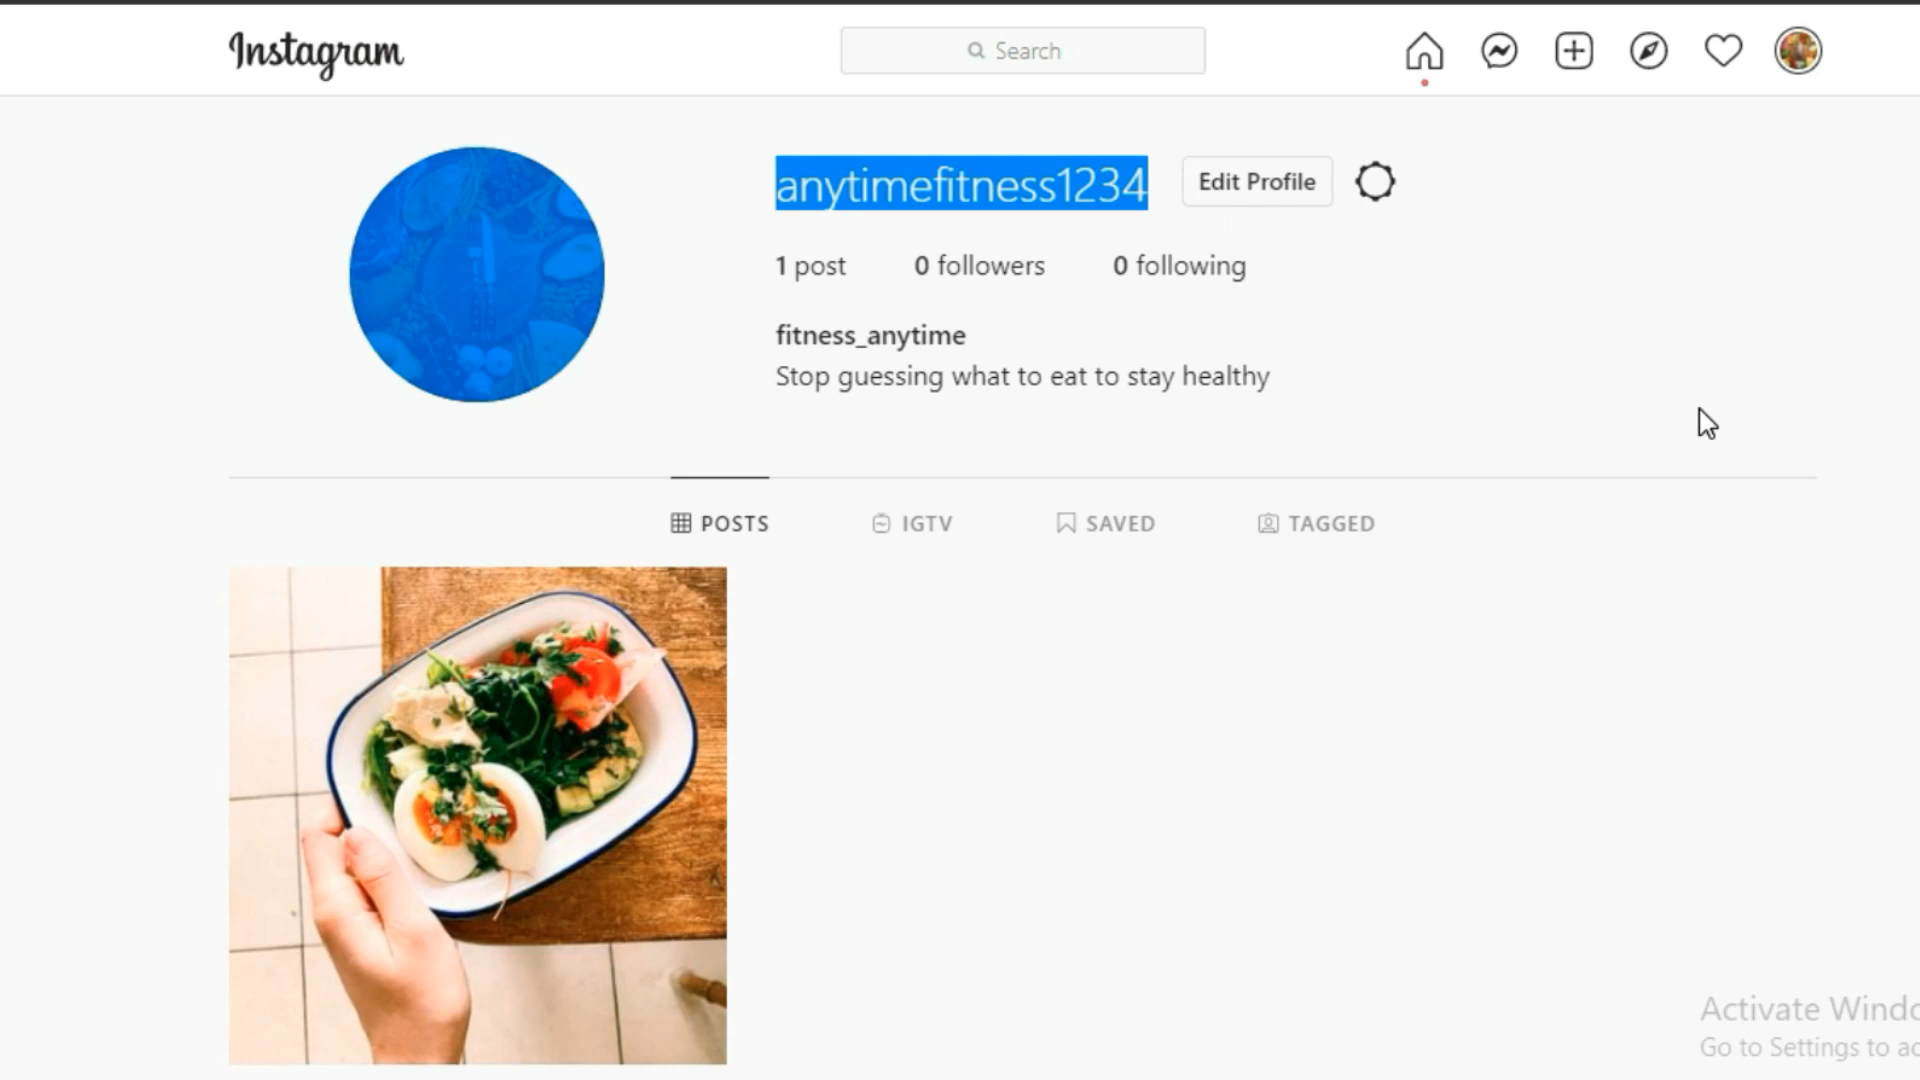 Instagram
Search
anytimefitness1234
Edit Profile
1 post 0 followers 0 following
fitness_anytime
Stop guessing what to eat to stay healthy
POSTS IGTV SAVED TAGGED
Activate Windo
Go to Settings to ac